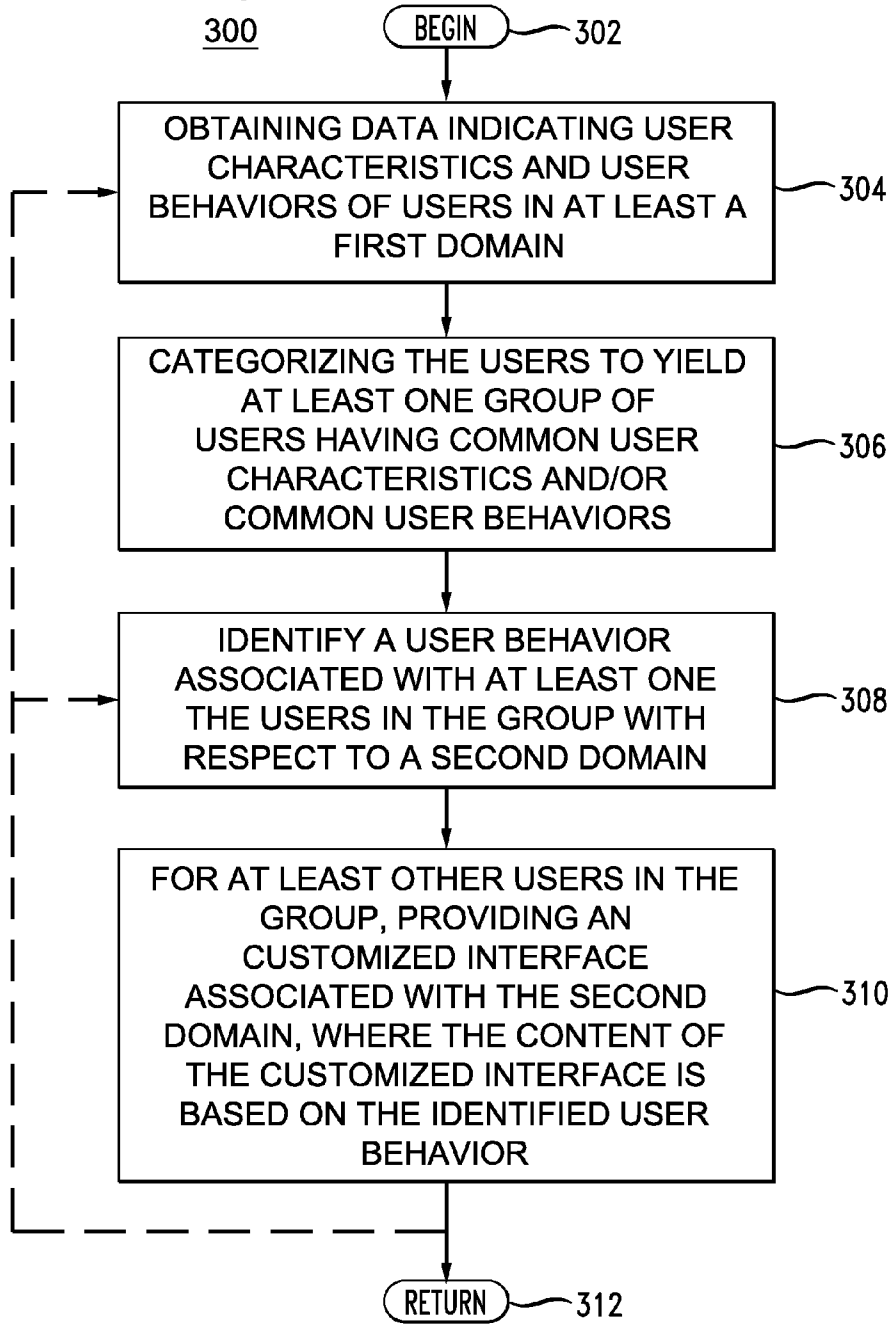 300
BEGIN
302
OBTAINING DATA INDICATING USER
CHARACTERISTICS AND USER
BEHAVIORS OF USERS IN AT LEAST A
FIRST DOMAIN
304
CATEGORIZING THE USERS TO YIELD
AT LEAST ONE GROUP OF
USERS HAVING COMMON USER
CHARACTERISTICS AND/OR
COMMON USER BEHAVIORS
306
IDENTIFY A USER BEHAVIOR
ASSOCIATED WITH AT LEAST ONE
THE USERS IN THE GROUP WITH
RESPECT TO A SECOND DOMAIN
308
FOR AT LEAST OTHER USERS IN THE
GROUP, PROVIDING AN
CUSTOMIZED INTERFACE
ASSOCIATED WITH THE SECOND
DOMAIN, WHERE THE CONTENT OF
THE CUSTOMIZED INTERFACE IS
BASED ON THE IDENTIFIED USER
BEHAVIOR
310
RETURN
312